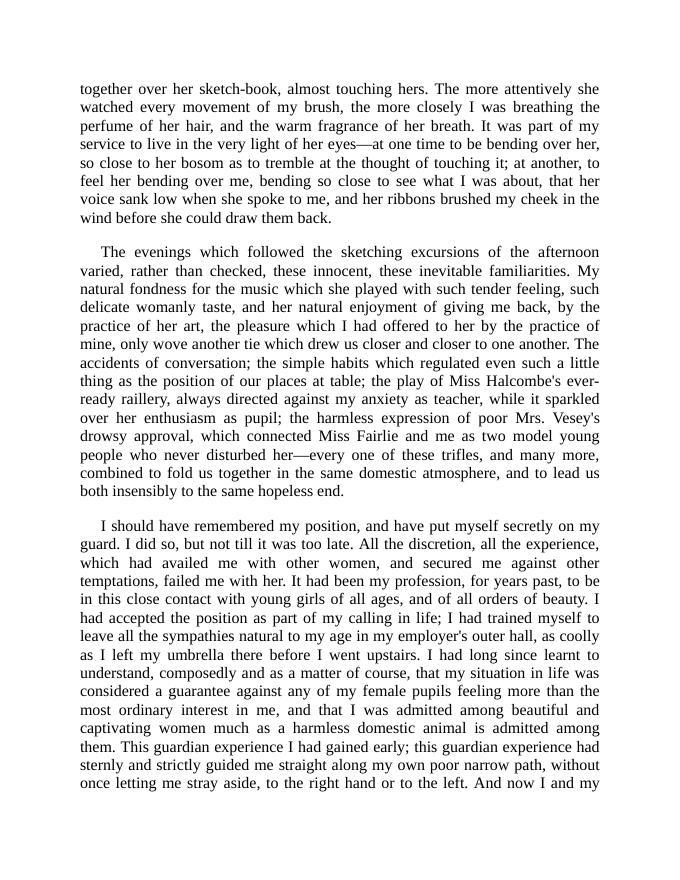 together over her sketch-book, almost touching hers. The more attentively she
watched every movement of my brush, the more closely I was breathing the
perfume of her hair, and the warm fragrance of her breath. It was part of my
service to live in the very light of her eyes—at one time to be bending over her,
so close to her bosom as to tremble at the thought of touching it; at another, to
feel her bending over me, bending so close to see what I was about, that her
voice sank low when she spoke to me, and her ribbons brushed my cheek in the
wind before she could draw them back.
The evenings which followed the sketching excursions of the afternoon
varied, rather than checked, these innocent, these inevitable familiarities. My
natural fondness for the music which she played with such tender feeling, such
delicate womanly taste, and her natural enjoyment of giving me back, by the
practice of her art, the pleasure which I had offered to her by the practice of
mine, only wove another tie which drew us closer and closer to one another. The
accidents of conversation; the simple habits which regulated even such a little
thing as the position of our places at table; the play of Miss Halcombe's ever-
ready raillery, always directed against my anxiety as teacher, while it sparkled
over her enthusiasm as pupil; the harmless expression of poor Mrs. Vesey's
drowsy approval, which connected Miss Fairlie and me as two model young
people who never disturbed her—every one of these trifles, and many more,
combined to fold us together in the same domestic atmosphere, and to lead us
both insensibly to the same hopeless end.
I should have remembered my position, and have put myself secretly on my
guard. I did so, but not till it was too late. All the discretion, all the experience,
which had availed me with other women, and secured me against other
temptations, failed me with her. It had been my profession, for years past, to be
in this close contact with young girls of all ages, and of all orders of beauty. I
had accepted the position as part of my calling in life; I had trained myself to
leave all the sympathies natural to my age in my employer's outer hall, as coolly
as I left my umbrella there before I went upstairs. I had long since learnt to
understand, composedly and as a matter of course, that my situation in life was
considered a guarantee against any of my female pupils feeling more than the
most ordinary interest in me, and that I was admitted among beautiful and
captivating women much as a harmless domestic animal is admitted among
them. This guardian experience I had gained early; this guardian experience had
sternly and strictly guided me straight along my own poor narrow path, without
once letting me stray aside, to the right hand or to the left. And now I and my